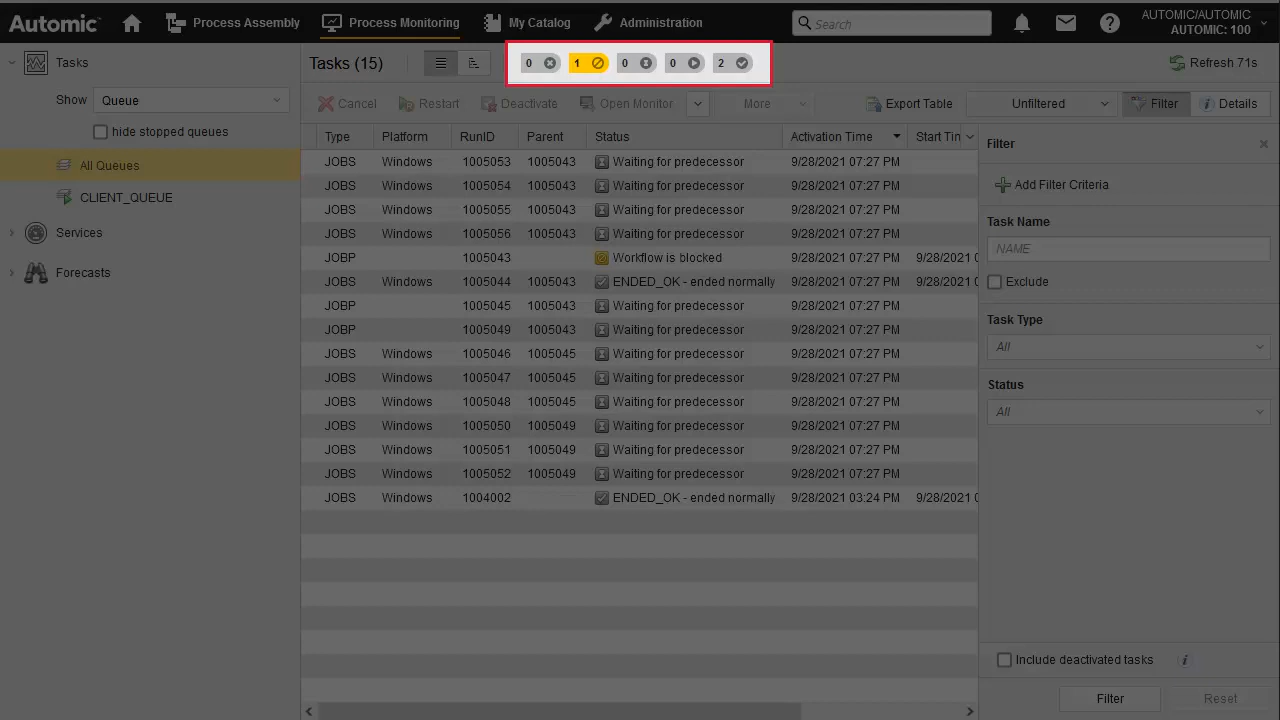 Automic Process Assembly Process Monitoring My Catalog Administration Search ? AUTOMIC/AUTOMIC
AUTOMIC: 100
Tasks Tasks (15) 0 1 0 0 2 Refresh 71s
Show Queue Cancel Restart Deactivate Open Monitor More Export Table Unfiltered Filter Details
hide stopped queues
All Queues
CLIENT_QUEUE
Services
Forecasts
Type Platform RunID Parent Status Activation Time Start Tim
JOBS Windows 1005053 1005043 Waiting for predecessor 9/28/2021 07:27 PM
JOBS Windows 1005054 1005043 Waiting for predecessor 9/28/2021 07:27 PM
JOBS Windows 1005055 1005043 Waiting for predecessor 9/28/2021 07:27 PM
JOBS Windows 1005056 1005043 Waiting for predecessor 9/28/2021 07:27 PM
JOBP 1005043 Workflow is blocked 9/28/2021 07:27 PM 9/28/2021 0
JOBS Windows 1005044 1005043 ENDED_OK - ended normally 9/28/2021 07:27 PM 9/28/2021 0
JOBP 1005045 1005043 Waiting for predecessor 9/28/2021 07:27 PM
JOBP 1005049 1005043 Waiting for predecessor 9/28/2021 07:27 PM
JOBS Windows 1005046 1005045 Waiting for predecessor 9/28/2021 07:27 PM
JOBS Windows 1005047 1005045 Waiting for predecessor 9/28/2021 07:27 PM
JOBS Windows 1005048 1005045 Waiting for predecessor 9/28/2021 07:27 PM
JOBS Windows 1005050 1005049 Waiting for predecessor 9/28/2021 07:27 PM
JOBS Windows 1005051 1005049 Waiting for predecessor 9/28/2021 07:27 PM
JOBS Windows 1005052 1005049 Waiting for predecessor 9/28/2021 07:27 PM
JOBS Windows 1004002 ENDED_OK - ended normally 9/28/2021 03:24 PM 9/28/2021 0
Filter
Add Filter Criteria
Task Name
NAME
Exclude
Task Type
All
Status
All
Include deactivated tasks i
Filter Reset